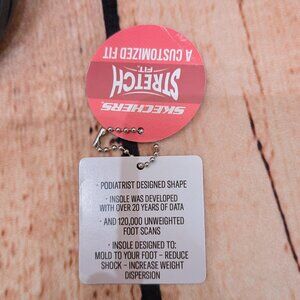 A CUSTOMIZED FIT
STRETCH
FIT.
SKECHERS
· PODIATRIST DESIGNED SHAPE
· INSOLE WAS DEVELOPED
WITH OVER 20 YEARS OF DATA
· AND 120,000 UNWEIGHTED
FOOT SCANS
· INSOLE DESIGNED TO:
MOLD TO YOUR FOOT – REDUCE
SHOCK – INCREASE WEIGHT
DISPERSION